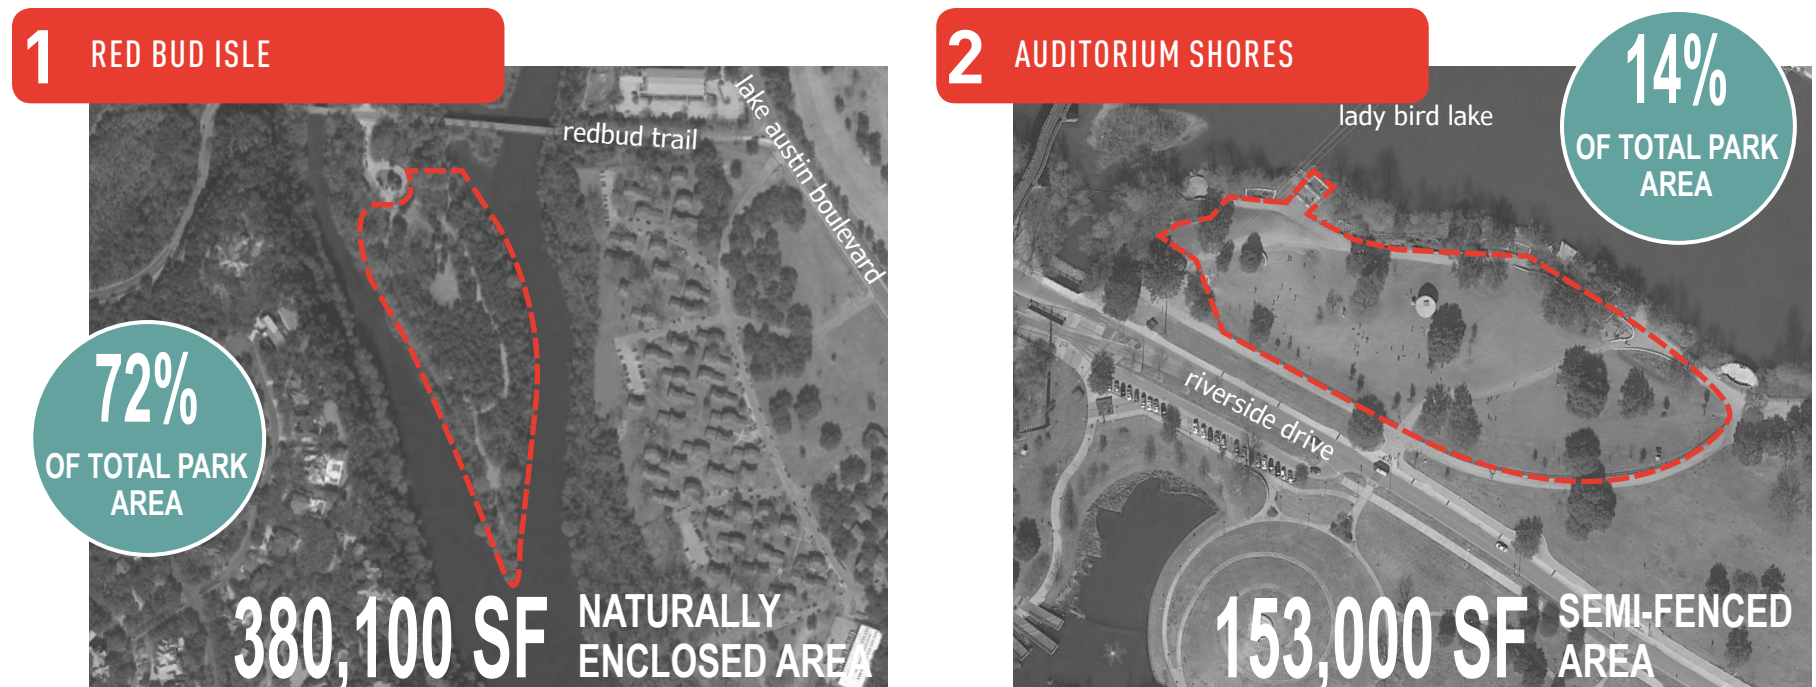 1 RED BUD ISLE
redbud trail
lake austin boulevard
72%
OF TOTAL PARK
AREA
380,100 SF
NATURALLY
ENCLOSED AREA
2 AUDITORIUM SHORES
14%
OF TOTAL PARK
AREA
lady bird lake
riverside drive
153,000 SF
SEMI-FENCED
AREA